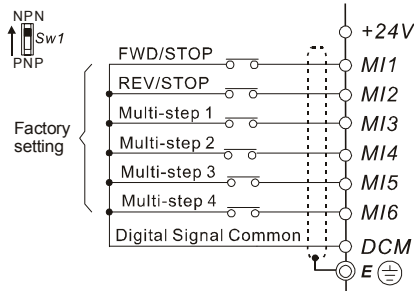 NPN
Sw1
PNP
+24V
FWD/STOP
MI1
REV/STOP
MI2
Multi-step 1
MI3
Factory
setting
Multi-step 2
MI4
Multi-step 3
MI5
Multi-step 4
MI6
Digital Signal Common
DCM
E